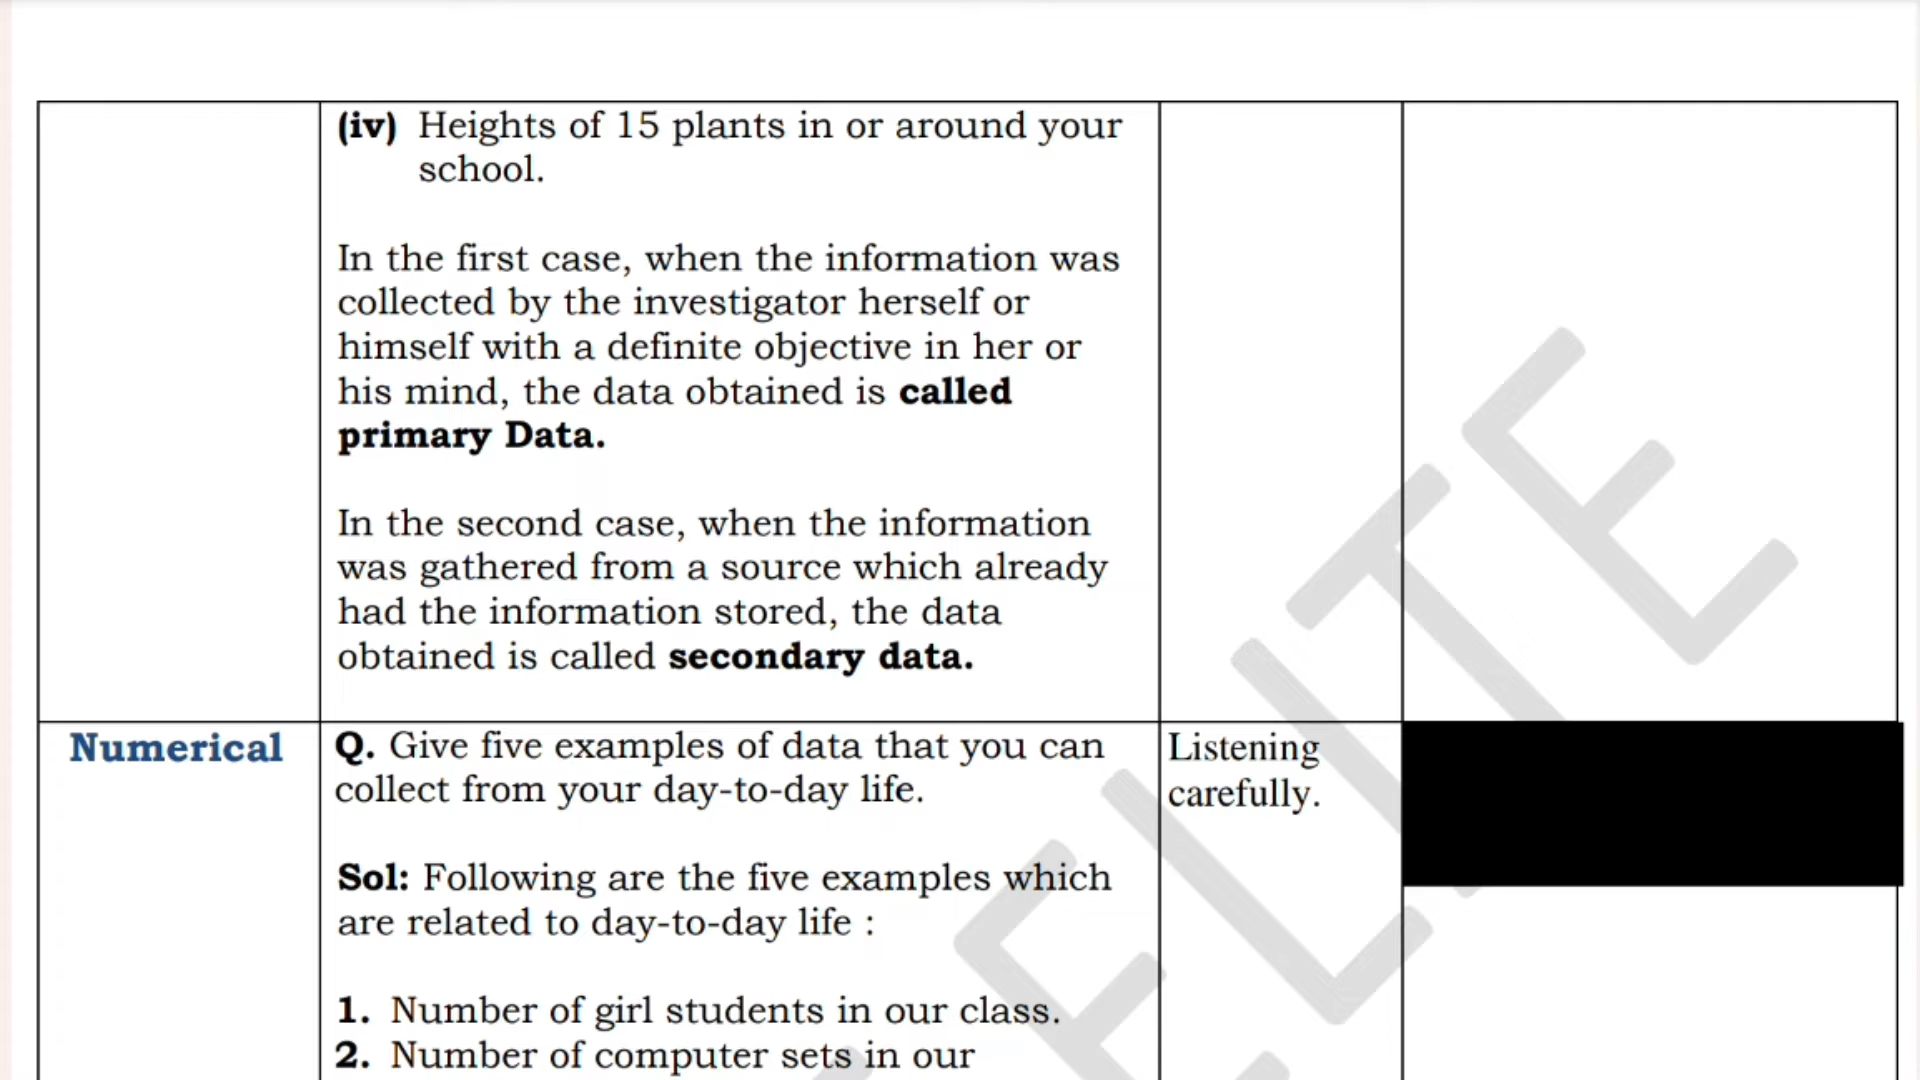 (iv) Heights of 15 plants in or around your
school.
In the first case, when the information was
collected by the investigator herself or
himself with a definite objective in her or
his mind, the data obtained is called
primary Data.
In the second case, when the information
was gathered from a source which already
had the information stored, the data
obtained is called secondary data.
Numerical
Q. Give five examples of data that you can
collect from your day-to-day life.
Sol: Following are the five examples which
are related to day-to-day life :
1. Number of girl students in our class.
2. Number of computer sets in our
Listening
carefully.
ELITE